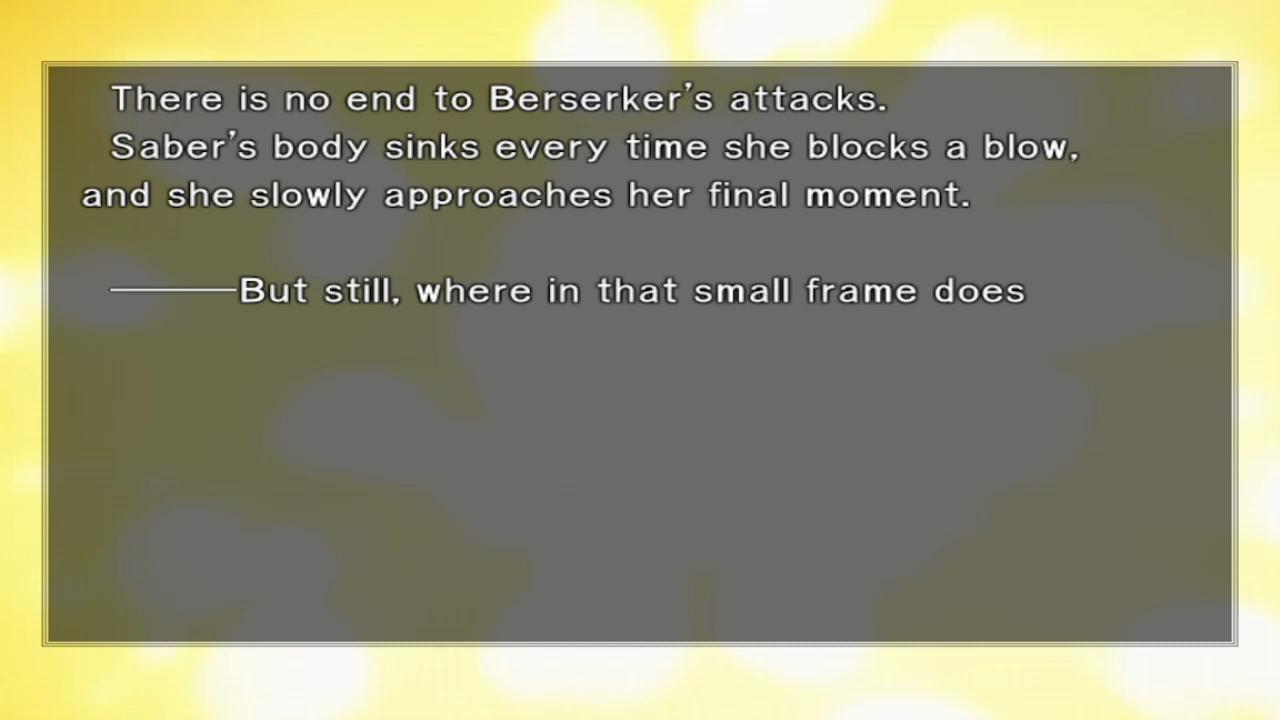 There is no end to Berserker's attacks.
Saber's body sinks every time she blocks a blow,
and she slowly approaches her final moment.
————But still, where in that small frame does